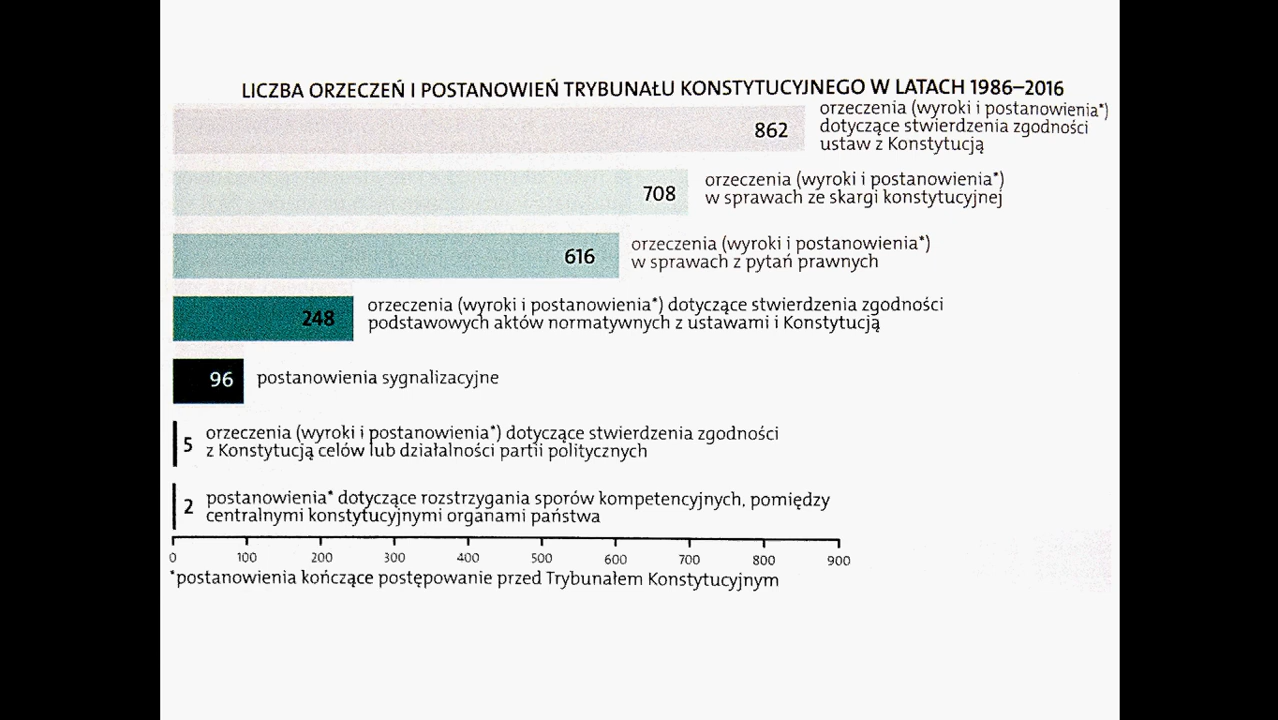 LICZBA ORZECZEŃ I POSTANOWIEŃ TRYBUNAŁU KONSTYTUCYJNEGO W LATACH 1986–2016
862
orzeczenia (wyroki i postanowienia*)
dotyczące stwierdzenia zgodności
ustaw z Konstytucją
708
orzeczenia (wyroki i postanowienia*)
w sprawach ze skargi konstytucyjnej
616
orzeczenia (wyroki i postanowienia*)
w sprawach z pytań prawnych
248
orzeczenia (wyroki i postanowienia*) dotyczące stwierdzenia zgodności
podstawowych aktów normatywnych z ustawami i Konstytucją
96
postanowienia sygnalizacyjne
5
orzeczenia (wyroki i postanowienia*) dotyczące stwierdzenia zgodności
z Konstytucją celów lub działalności partii politycznych
2
postanowienia* dotyczące rozstrzygania sporów kompetencyjnych, pomiędzy
centralnymi konstytucyjnymi organami państwa
0 100 200 300 400 500 600 700 800 900
*postanowienia kończące postępowanie przed Trybunałem Konstytucyjnym